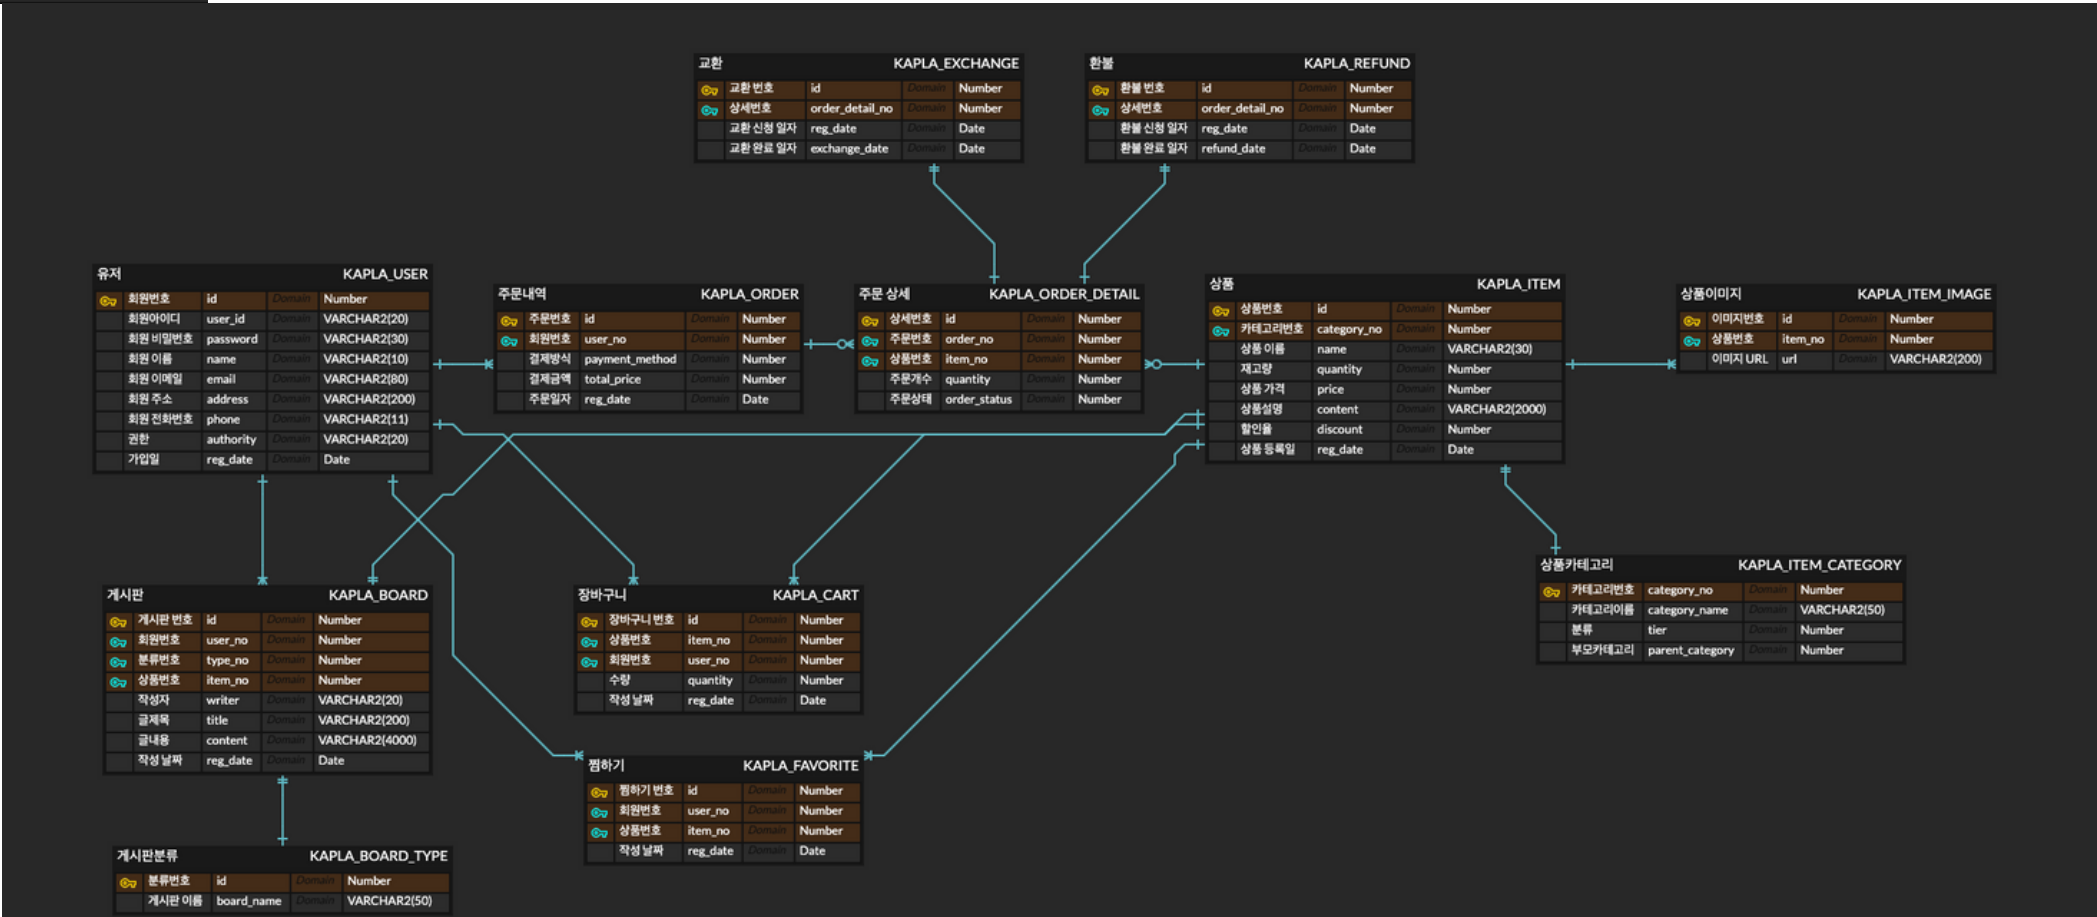 교환 KAPLA_EXCHANGE
교환 번호 id Domain Number
상세번호 order_detail_no Domain Number
교환 신청 일자 reg_date Domain Date
교환 완료 일자 exchange_date Domain Date
환불 KAPLA_REFUND
환불 번호 id Domain Number
상세번호 order_detail_no Domain Number
환불 신청 일자 reg_date Domain Date
환불 완료 일자 refund_date Domain Date
유저 KAPLA_USER
회원번호 id Domain Number
회원아이디 user_id Domain VARCHAR2(20)
회원 비밀번호 password Domain VARCHAR2(30)
회원 이름 name Domain VARCHAR2(10)
회원 이메일 email Domain VARCHAR2(80)
회원 주소 address Domain VARCHAR2(200)
회원 전화번호 phone Domain VARCHAR2(11)
권한 authority Domain VARCHAR2(20)
가입일 reg_date Domain Date
주문내역 KAPLA_ORDER
주문번호 id Domain Number
회원번호 user_no Domain Number
결제방식 payment_method Domain Number
결제금액 total_price Domain Number
주문일자 reg_date Domain Date
주문 상세 KAPLA_ORDER_DETAIL
상세번호 id Domain Number
주문번호 order_no Domain Number
상품번호 item_no Domain Number
주문개수 quantity Domain Number
주문상태 order_status Domain Number
상품 KAPLA_ITEM
상품번호 id Domain Number
카테고리번호 category_no Domain Number
상품 이름 name Domain VARCHAR2(30)
재고량 quantity Domain Number
상품 가격 price Domain Number
상품설명 content Domain VARCHAR2(2000)
할인율 discount Domain Number
상품 등록일 reg_date Domain Date
상품이미지 KAPLA_ITEM_IMAGE
이미지번호 id Domain Number
상품번호 item_no Domain Number
이미지 URL url Domain VARCHAR2(200)
게시판 KAPLA_BOARD
게시판 번호 id Domain Number
회원번호 user_no Domain Number
분류번호 type_no Domain Number
상품번호 item_no Domain Number
작성자 writer Domain VARCHAR2(20)
글제목 title Domain VARCHAR2(200)
글내용 content Domain VARCHAR2(4000)
작성 날짜 reg_date Domain Date
장바구니 KAPLA_CART
장바구니 번호 id Domain Number
상품번호 item_no Domain Number
회원번호 user_no Domain Number
수량 quantity Domain Number
작성 날짜 reg_date Domain Date
상품카테고리 KAPLA_ITEM_CATEGORY
카테고리번호 category_no Domain Number
카테고리이름 category_name Domain VARCHAR2(50)
분류 tier Domain Number
부모카테고리 parent_category Domain Number
찜하기 KAPLA_FAVORITE
찜하기 번호 id Domain Number
회원번호 user_no Domain Number
상품번호 item_no Domain Number
작성 날짜 reg_date Domain Date
게시판분류 KAPLA_BOARD_TYPE
분류번호 id Domain Number
게시판 이름 board_name Domain VARCHAR2(50)